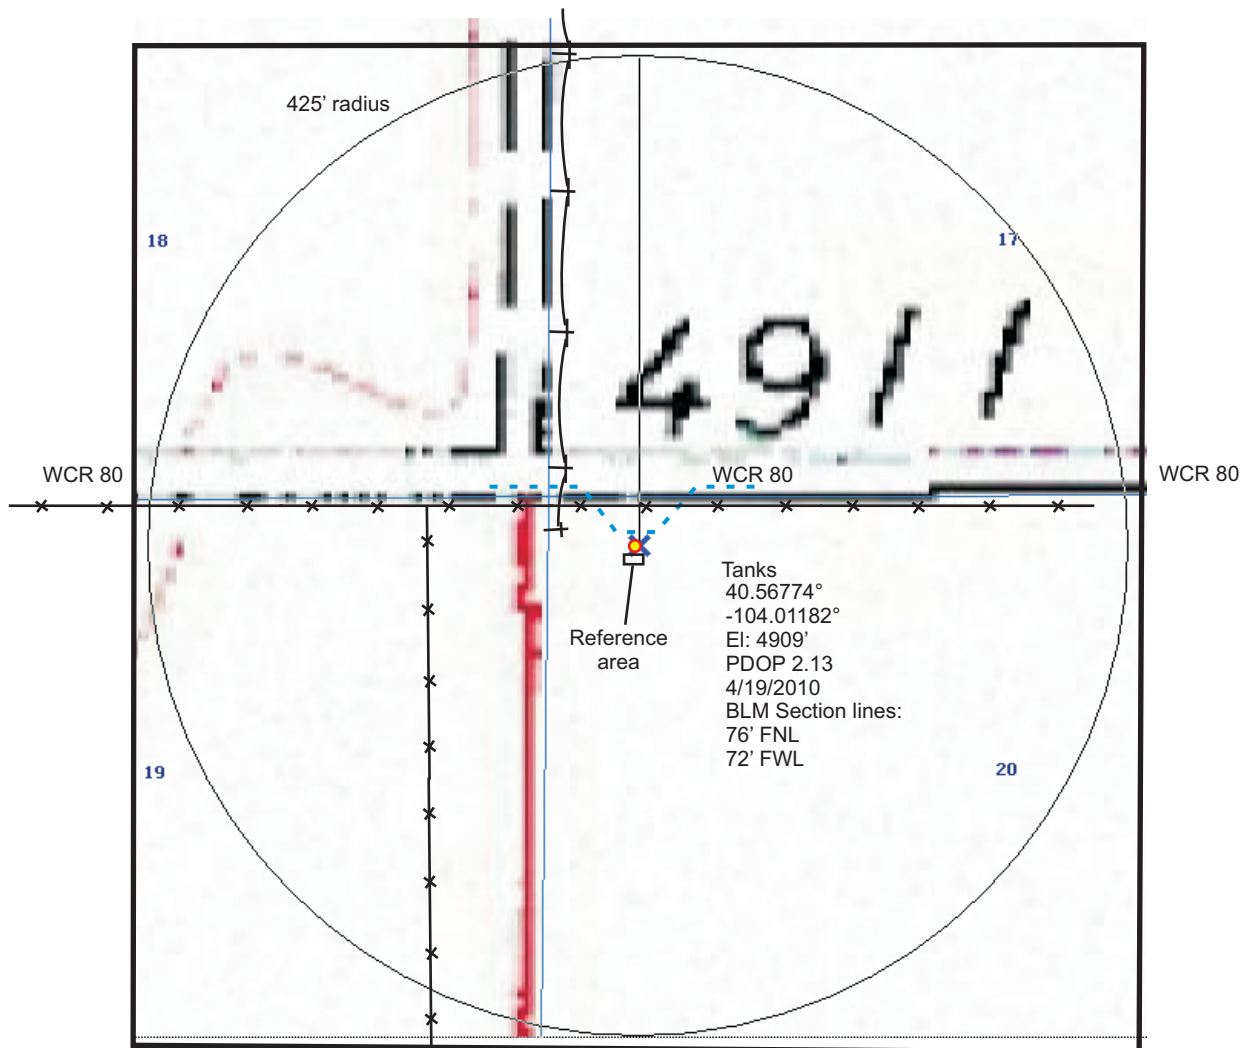 425’ radius
18
17
4911
WCR 80
WCR 80
WCR 80
Tanks
40.56774°
-104.01182°
El: 4909’
PDOP 2.13
4/19/2010
BLM Section lines:
76’ FNL
72’ FWL
Reference
area
19
20